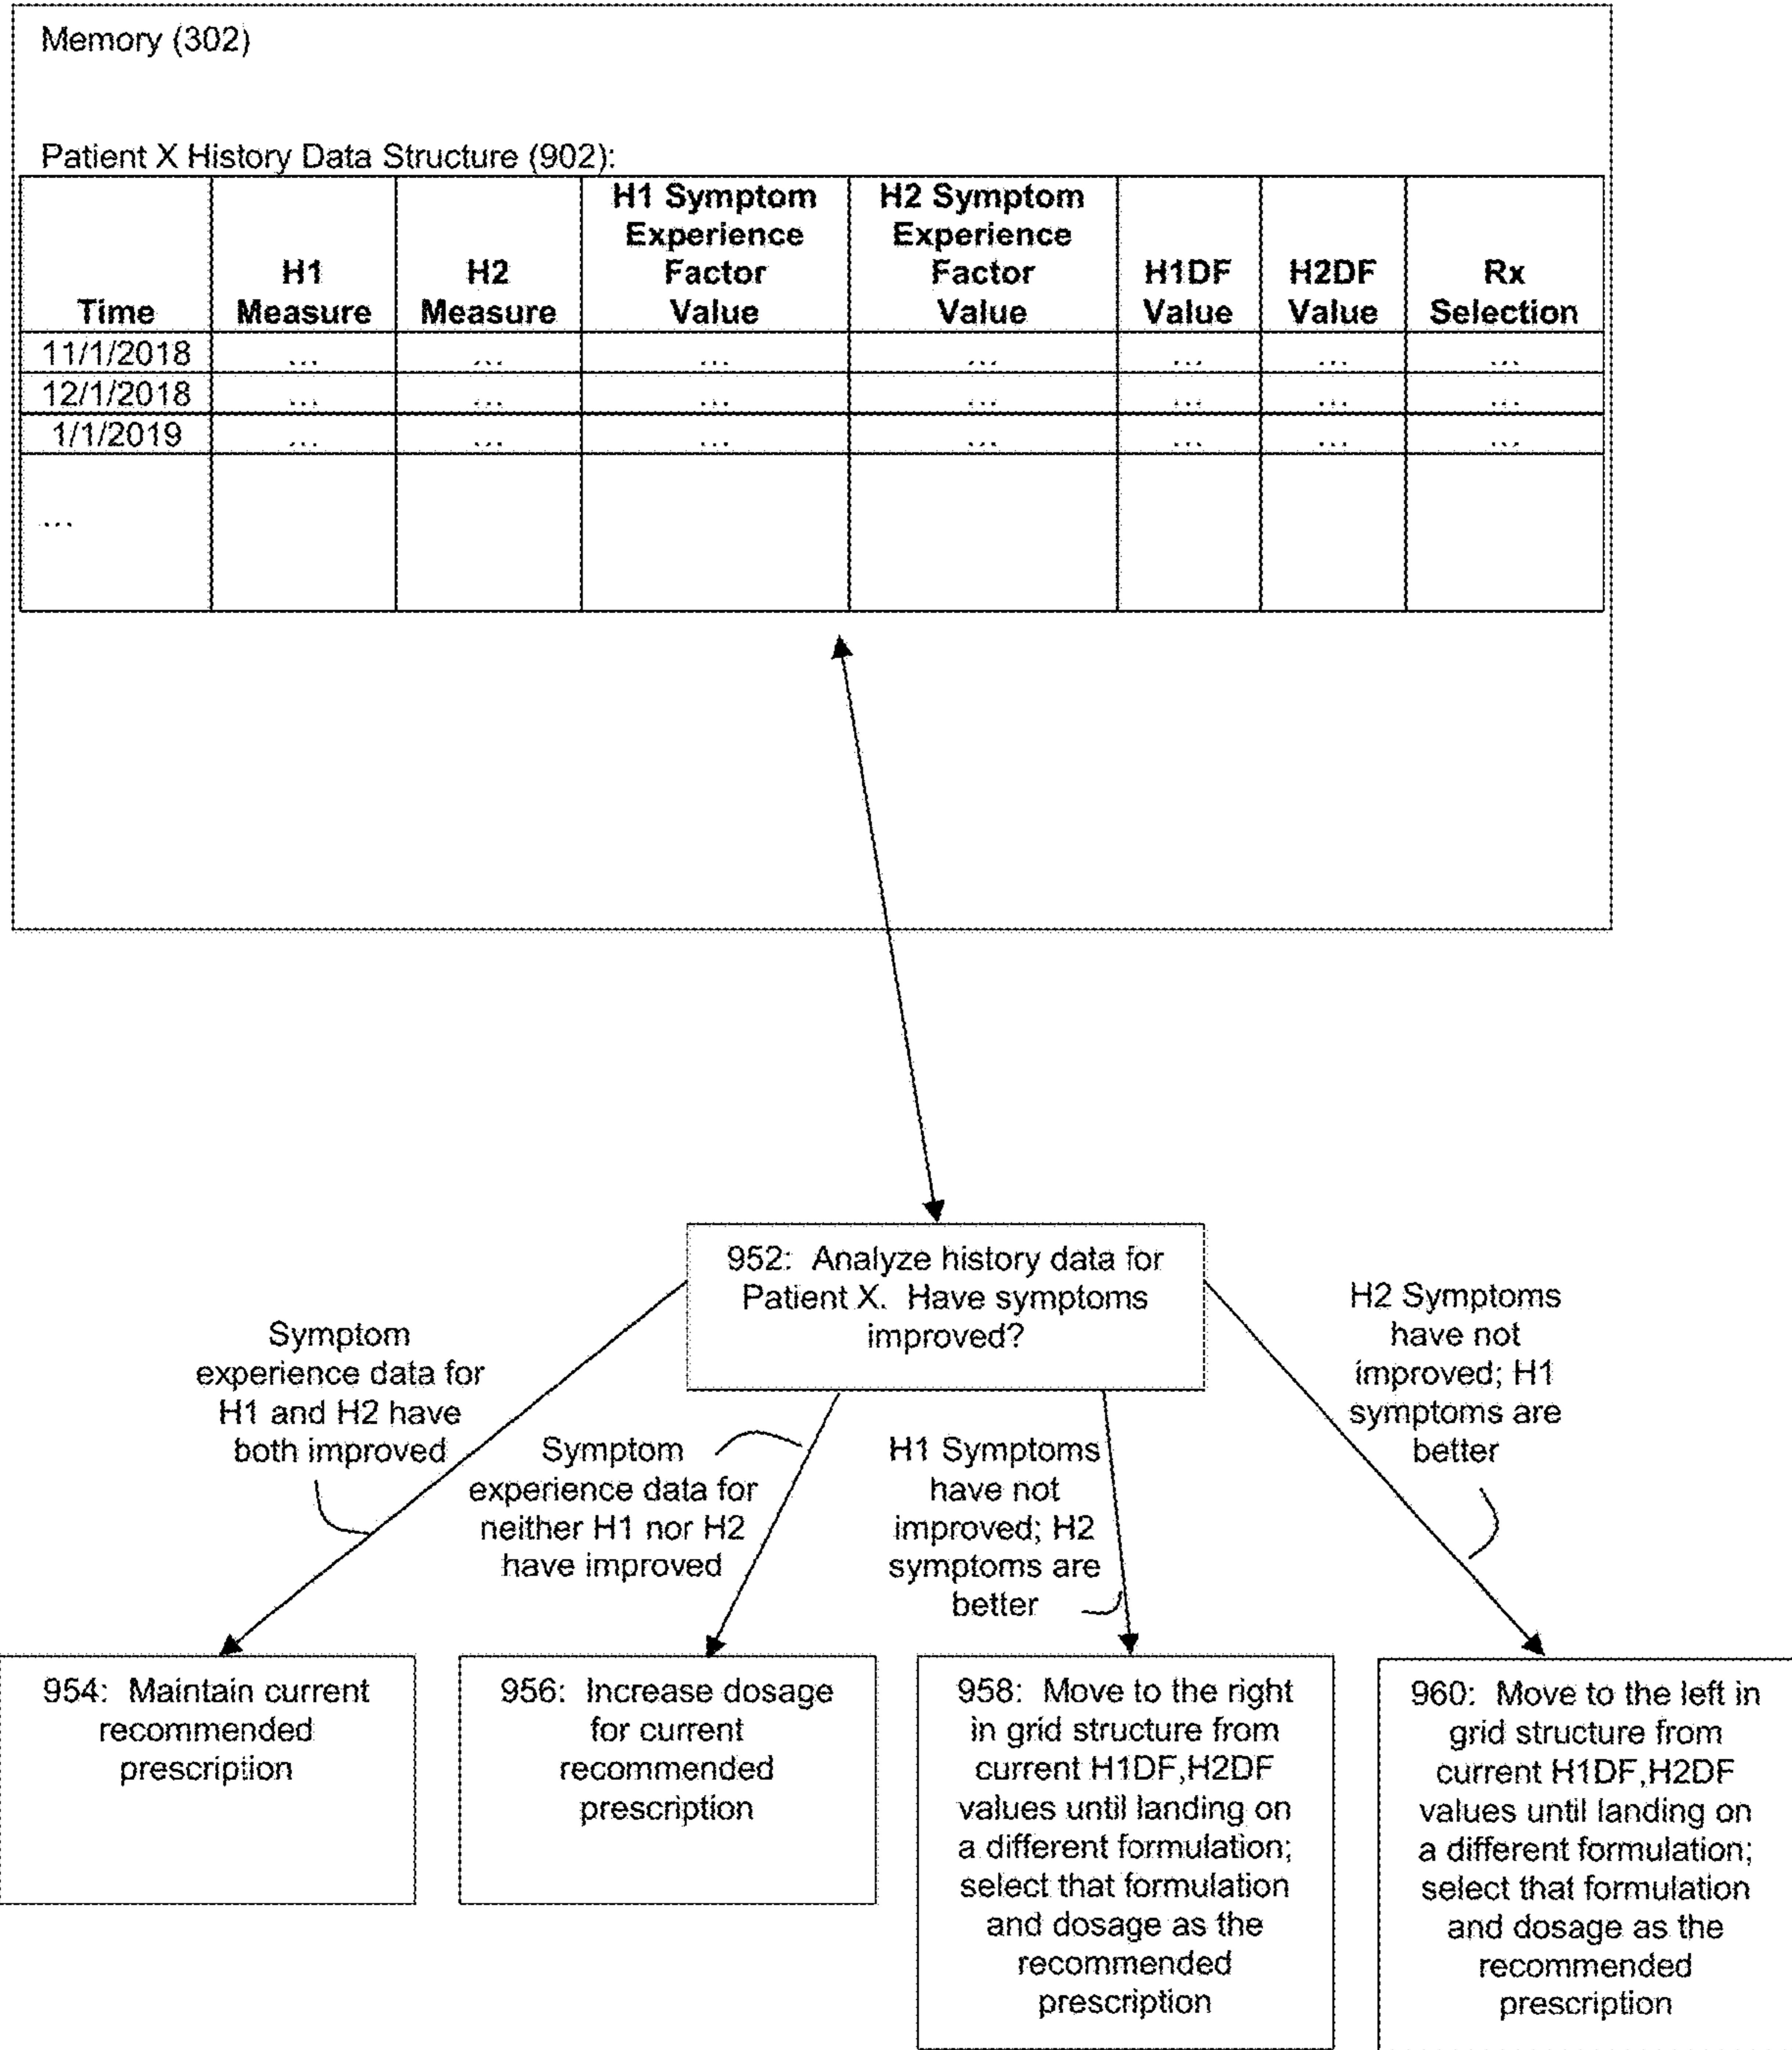 Memory (302)
Patient X History Data Structure (902):
Time
H1
Measure
H2
Measure
H1 Symptom
Experience
Factor
Value
H2 Symptom
Experience
Factor
Value
H1DF
Value
H2DF
Value
Rx
Selection
11/1/2018 ... ... ... ... ... ... ...
12/1/2018 ... ... ... ... ... ... ...
1/1/2019 ... ... ... ... ... ... ...
...
952: Analyze history data for
Patient X. Have symptoms
improved?
Symptom
experience data for
H1 and H2 have
both improved
Symptom
experience data for
neither H1 nor H2
have improved
H1 Symptoms
have not
improved; H2
symptoms are
better
H2 Symptoms
have not
improved; H1
symptoms are
better
954: Maintain current
recommended
prescription
956: Increase dosage
for current
recommended
prescription
958: Move to the right
in grid structure from
current H1DF,H2DF
values until landing on
a different formulation;
select that formulation
and dosage as the
recommended
prescription
960: Move to the left in
grid structure from
current H1DF,H2DF
values until landing on
a different formulation;
select that formulation
and dosage as the
recommended
prescription